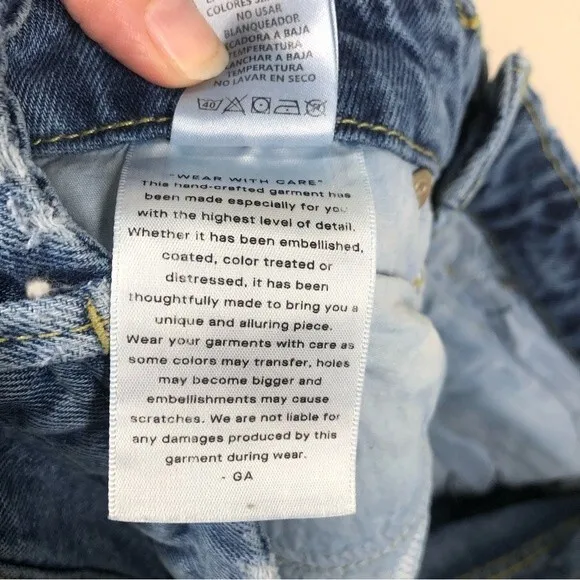 COLORES
NO USAR
BLANQUEADOR
SECADORA A BAJA
TEMPERATURA
PLANCHAR A BAJA
TEMPERATURA
NO LAVAR EN SECO
40
"WEAR WITH CARE"
This hand-crafted garment has
been made especially for you
with the highest level of detail.
Whether it has been embellished,
coated, color treated or
distressed, it has been
thoughtfully made to bring you a
unique and alluring piece.
Wear your garments with care as
some colors may transfer, holes
may become bigger and
embellishments may cause
scratches. We are not liable for
any damages produced by this
garment during wear.
- GA